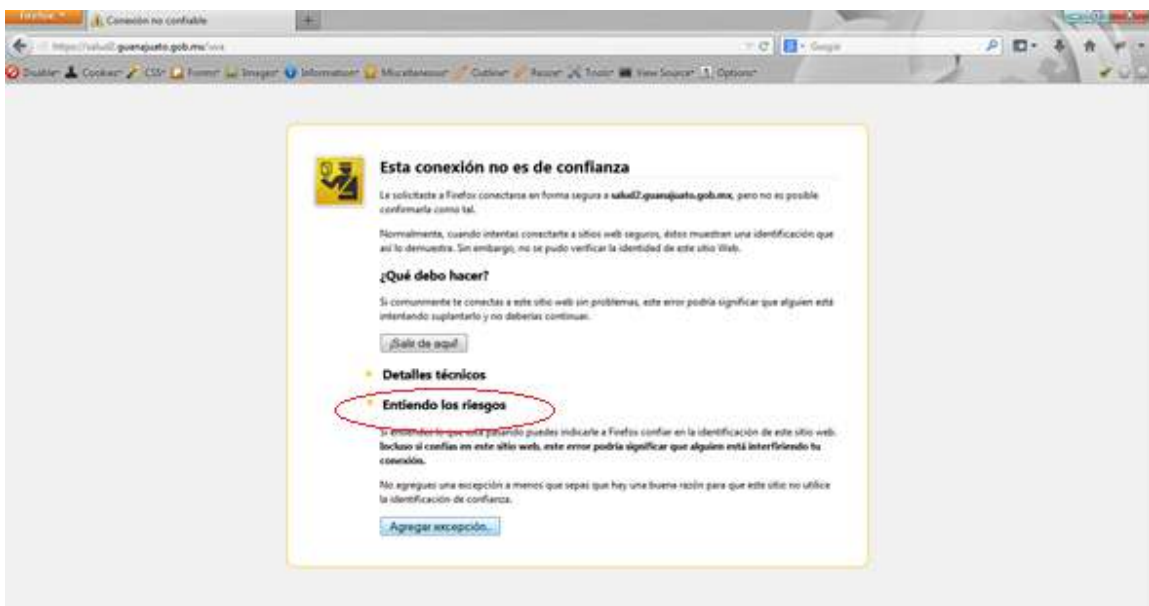 Firefox
Conexión no confiable
https://salud2.guanajuato.gob.mx/
Google
Disable Cookies CSS Forms Images Information Miscellaneous Outline Resize Tools View Source Options
Esta conexión no es de confianza
Le solicitaste a Firefox conectarse en forma segura a salud2.guanajuato.gob.mx, pero no es posible
confirmarla como tal.
Normalmente, cuando intentas conectarte a sitios web seguros, éstos muestran una identificación que
así lo demuestra. Sin embargo, no se pudo verificar la identidad de este sitio Web.
¿Qué debo hacer?
Si comunmente te conectas a este sitio web sin problemas, este error podría significar que alguien está
intentando suplantarlo y no deberías continuar.
¡Salir de aquí!
Detalles técnicos
Entiendo los riesgos
Si entiendes lo que está pasando puedes indicarle a Firefox confiar en la identificación de este sitio web.
Incluso si confías en este sitio web, este error podría significar que alguien está interfiriendo tu
conexión.
No agregues una excepción a menos que sepas que hay una buena razón para que este sitio no utilice
la identificación de confianza.
Agregar excepción...